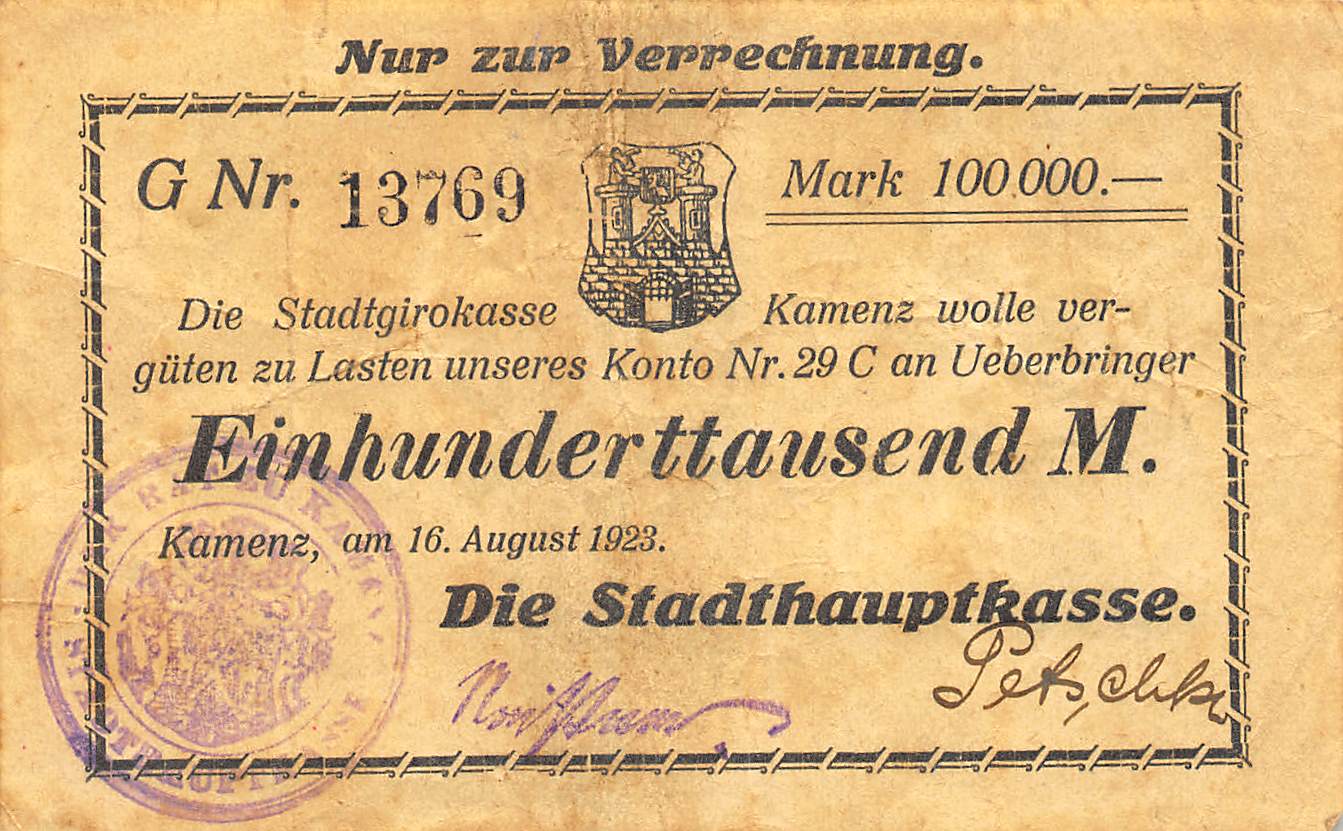 Nur zur Verrechnung.
G Nr. 13769
Mark 100000.—
Die Stadtgirokasse Kamenz wolle ver-
güten zu Lasten unseres Konto Nr. 29 C an Ueberbringer
Einhunderttausend M.
Kamenz, am 16. August 1923.
Die Stadthauptkasse.
Petschke